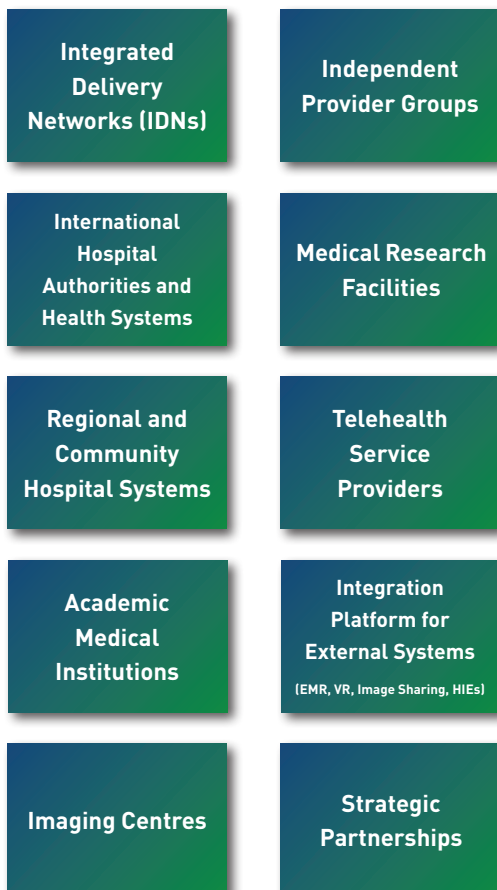 Integrated
Delivery
Networks (IDNs)
Independent
Provider Groups
International
Hospital
Authorities and
Health Systems
Medical Research
Facilities
Regional and
Community
Hospital Systems
Telehealth
Service
Providers
Academic
Medical
Institutions
Integration
Platform for
External Systems
(EMR, VR, Image Sharing, HIEs)
Imaging Centres
Strategic
Partnerships